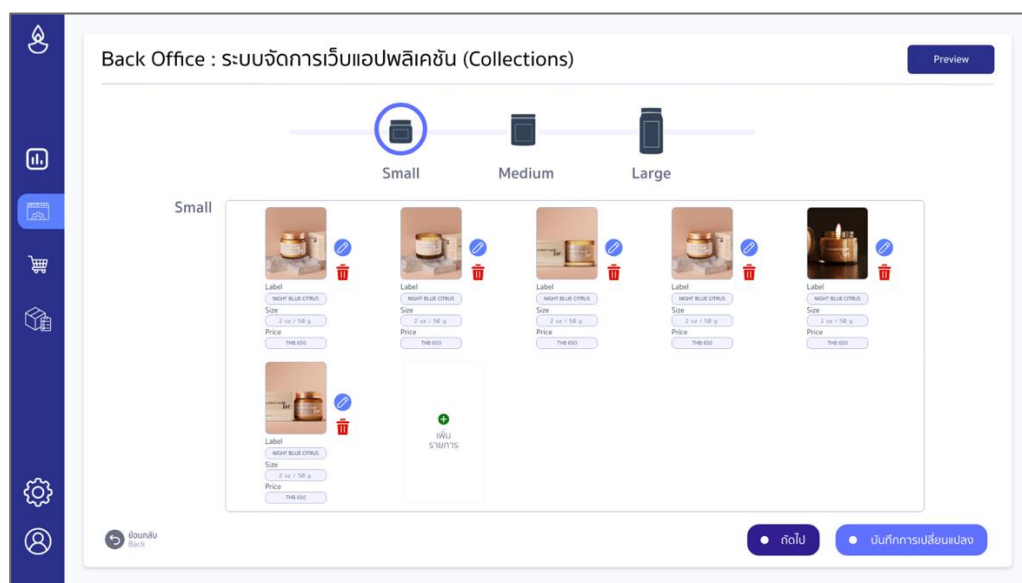 Back Office : ระบบจัดการเว็บแอปพลิเคชัน (Collections)
Preview
Small Medium Large
Small
Label Label Label Label Label
NIGHT BLUE CITRUS NIGHT BLUE CITRUS NIGHT BLUE CITRUS NIGHT BLUE CITRUS NIGHT BLUE CITRUS
Size Size Size Size Size
2 oz / 50 g 2 oz / 50 g 2 oz / 50 g 2 oz / 50 g 2 oz / 50 g
Price Price Price Price Price
THB 650 THB 650 THB 650 THB 650 THB 650
Label
NIGHT BLUE CITRUS
Size
2 oz / 50 g
Price
THB 650
เพิ่ม
รายการ
ย้อนกลับ
Back
ถัดไป
บันทึกการเปลี่ยนแปลง